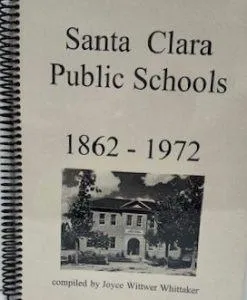 Santa Clara
Public Schools
1862 - 1972
compiled by Joyce Wittwer Whittaker